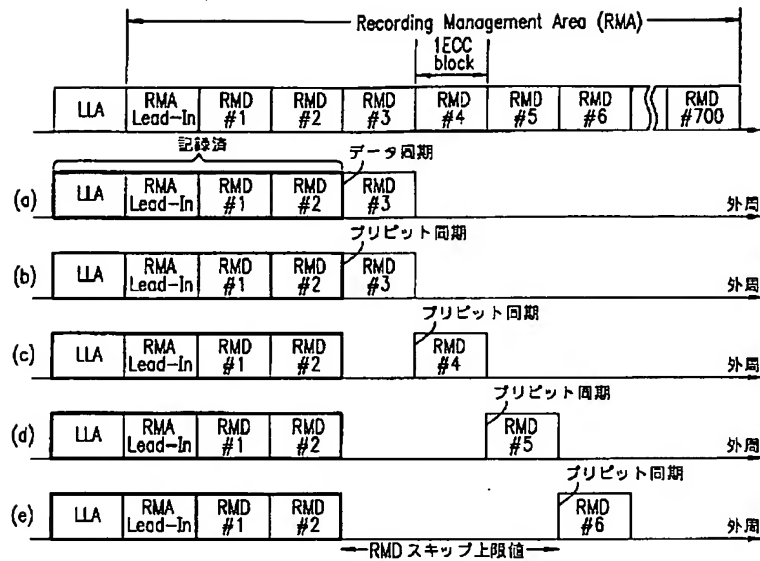 Recording Management Area (RMA)
1ECC
block
LLA
RMA
Lead-In
RMD
#1
RMD
#2
RMD
#3
RMD
#4
RMD
#5
RMD
#6
RMD
#700
記録済
データ同期
(a)
LLA
RMA
Lead-In
RMD
#1
RMD
#2
RMD
#3
外周
プリピット同期
(b)
LLA
RMA
Lead-In
RMD
#1
RMD
#2
RMD
#3
外周
プリピット同期
(c)
LLA
RMA
Lead-In
RMD
#1
RMD
#2
RMD
#4
外周
プリピット同期
(d)
LLA
RMA
Lead-In
RMD
#1
RMD
#2
RMD
#5
外周
プリピット同期
(e)
LLA
RMA
Lead-In
RMD
#1
RMD
#2
RMD
#6
外周
RMDスキップ上限値